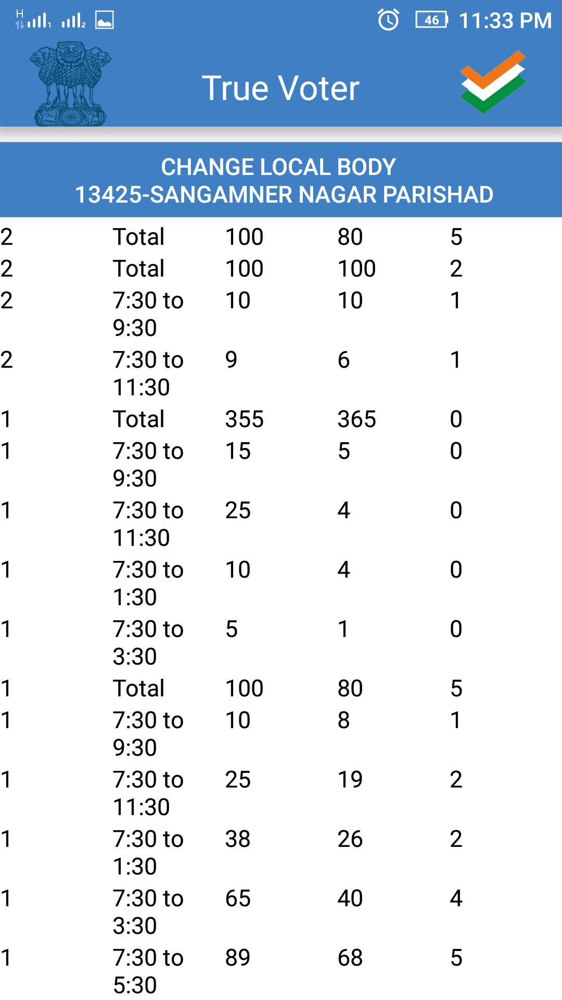 H
1 2 46 11:33 PM
True Voter
CHANGE LOCAL BODY
13425-SANGAMNER NAGAR PARISHAD
2 Total 100 80 5
2 Total 100 100 2
2 7:30 to 10 10 1
9:30
2 7:30 to 9 6 1
11:30
1 Total 355 365 0
1 7:30 to 15 5 0
9:30
1 7:30 to 25 4 0
11:30
1 7:30 to 10 4 0
1:30
1 7:30 to 5 1 0
3:30
1 Total 100 80 5
1 7:30 to 10 8 1
9:30
1 7:30 to 25 19 2
11:30
1 7:30 to 38 26 2
1:30
1 7:30 to 65 40 4
3:30
1 7:30 to 89 68 5
5:30